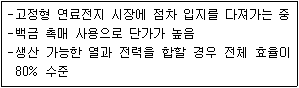 -고정형 연료전지 시장에 점차 입지를 다져가는 중
-백금 촉매 사용으로 단가가 높음
-생산 가능한 열과 전력을 합할 경우 전체 효율이
80% 수준